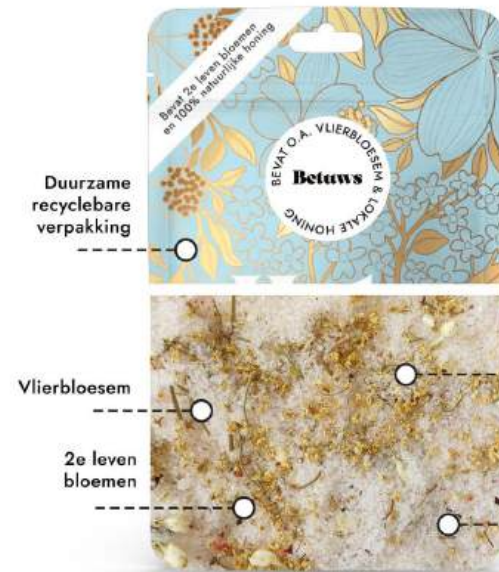 Bevat 2e leven bloemen
en 100% natuurlijke honing
BEVAT O.A. VLIERBLOESEM & LOKALE HONING
Betuws
Duurzame
recyclebare
verpakking
Vlierbloesem
2e leven
bloemen